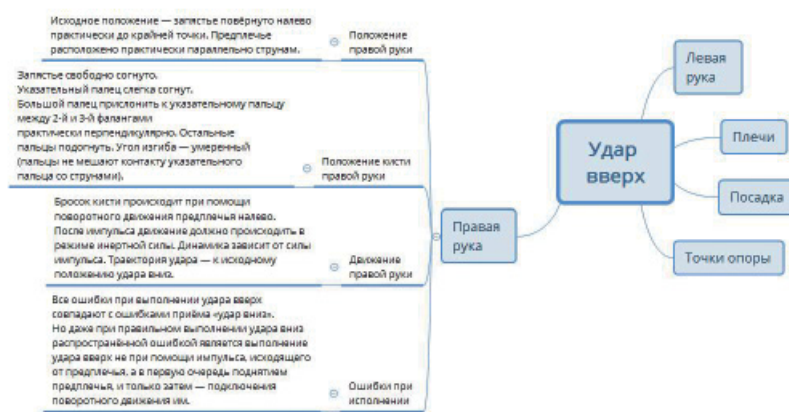 Исходное положение — запястье повёрнуто налево
практически до крайней точки. Предплечье
расположено практически параллельно струнам.
Положение
правой руки
Запястье свободно согнуто.
Указательный палец слегка согнут.
Большой палец прислонить к указательному пальцу
между 2-й и 3-й фалангами
практически перпендикулярно. Остальные
пальцы подогнуть. Угол изгиба — умеренный
(пальцы не мешают контакту указательного
пальца со струнами).
Положение кисти
правой руки
Бросок кисти происходит при помощи
поворотного движения предплечья налево.
После импульса движение должно происходить в
режиме инертной силы. Динамика зависит от силы
импульса. Траектория удара — к исходному
положению удара вниз.
Движение
правой руки
Все ошибки при выполнении удара вверх
совпадают с ошибками приёма «удар вниз».
Но даже при правильном выполнении удара вниз
распространённой ошибкой является выполнение
удара вверх не при помощи импульса, исходящего
от предплечья, а в первую очередь поднятием
предплечья, и только затем — подключения
поворотного движения им.
Ошибки при
исполнении
Правая
рука
Удар
вверх
Левая
рука
Плечи
Посадка
Точки опоры